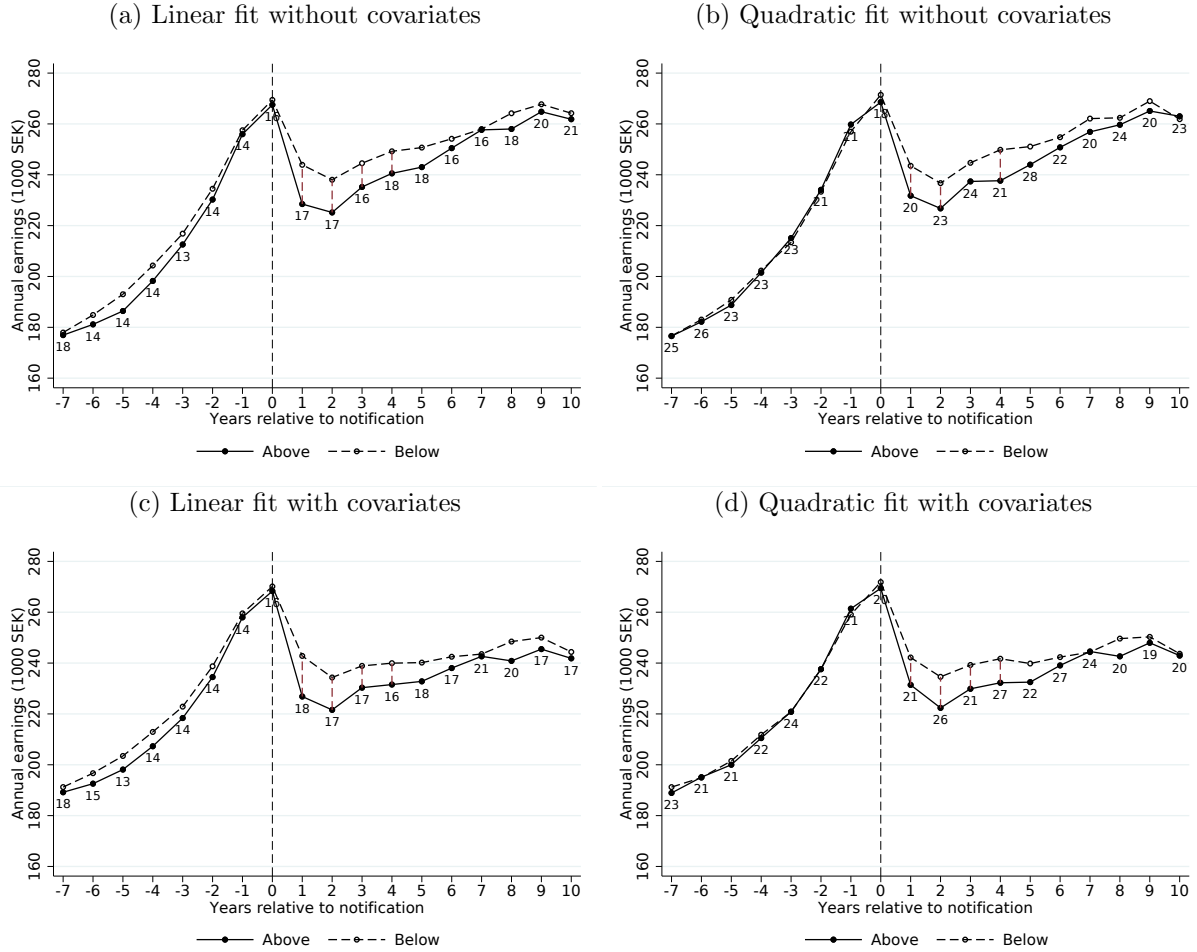 (a) Linear fit without covariates
Annual earnings (1000 SEK)
280
260
240
220
200
180
160
18 14 14 14 13 14 14 17 17 16 18 18 16 16 18 20 21
-7 -6 -5 -4 -3 -2 -1 0 1 2 3 4 5 6 7 8 9 10
Years relative to notification
Above Below
(b) Quadratic fit without covariates
Annual earnings (1000 SEK)
280
260
240
220
200
180
160
25 26 23 23 23 21 21 20 23 24 21 28 22 20 24 20 23
-7 -6 -5 -4 -3 -2 -1 0 1 2 3 4 5 6 7 8 9 10
Years relative to notification
Above Below
(c) Linear fit with covariates
Annual earnings (1000 SEK)
280
260
240
220
200
180
160
18 15 13 14 14 14 14 18 17 17 16 18 17 42 20 17 17
-7 -6 -5 -4 -3 -2 -1 0 1 2 3 4 5 6 7 8 9 10
Years relative to notification
Above Below
(d) Quadratic fit with covariates
Annual earnings (1000 SEK)
280
260
240
220
200
180
160
23 21 21 22 24 22 21 21 26 21 27 22 27 24 20 19 20
-7 -6 -5 -4 -3 -2 -1 0 1 2 3 4 5 6 7 8 9 10
Years relative to notification
Above Below